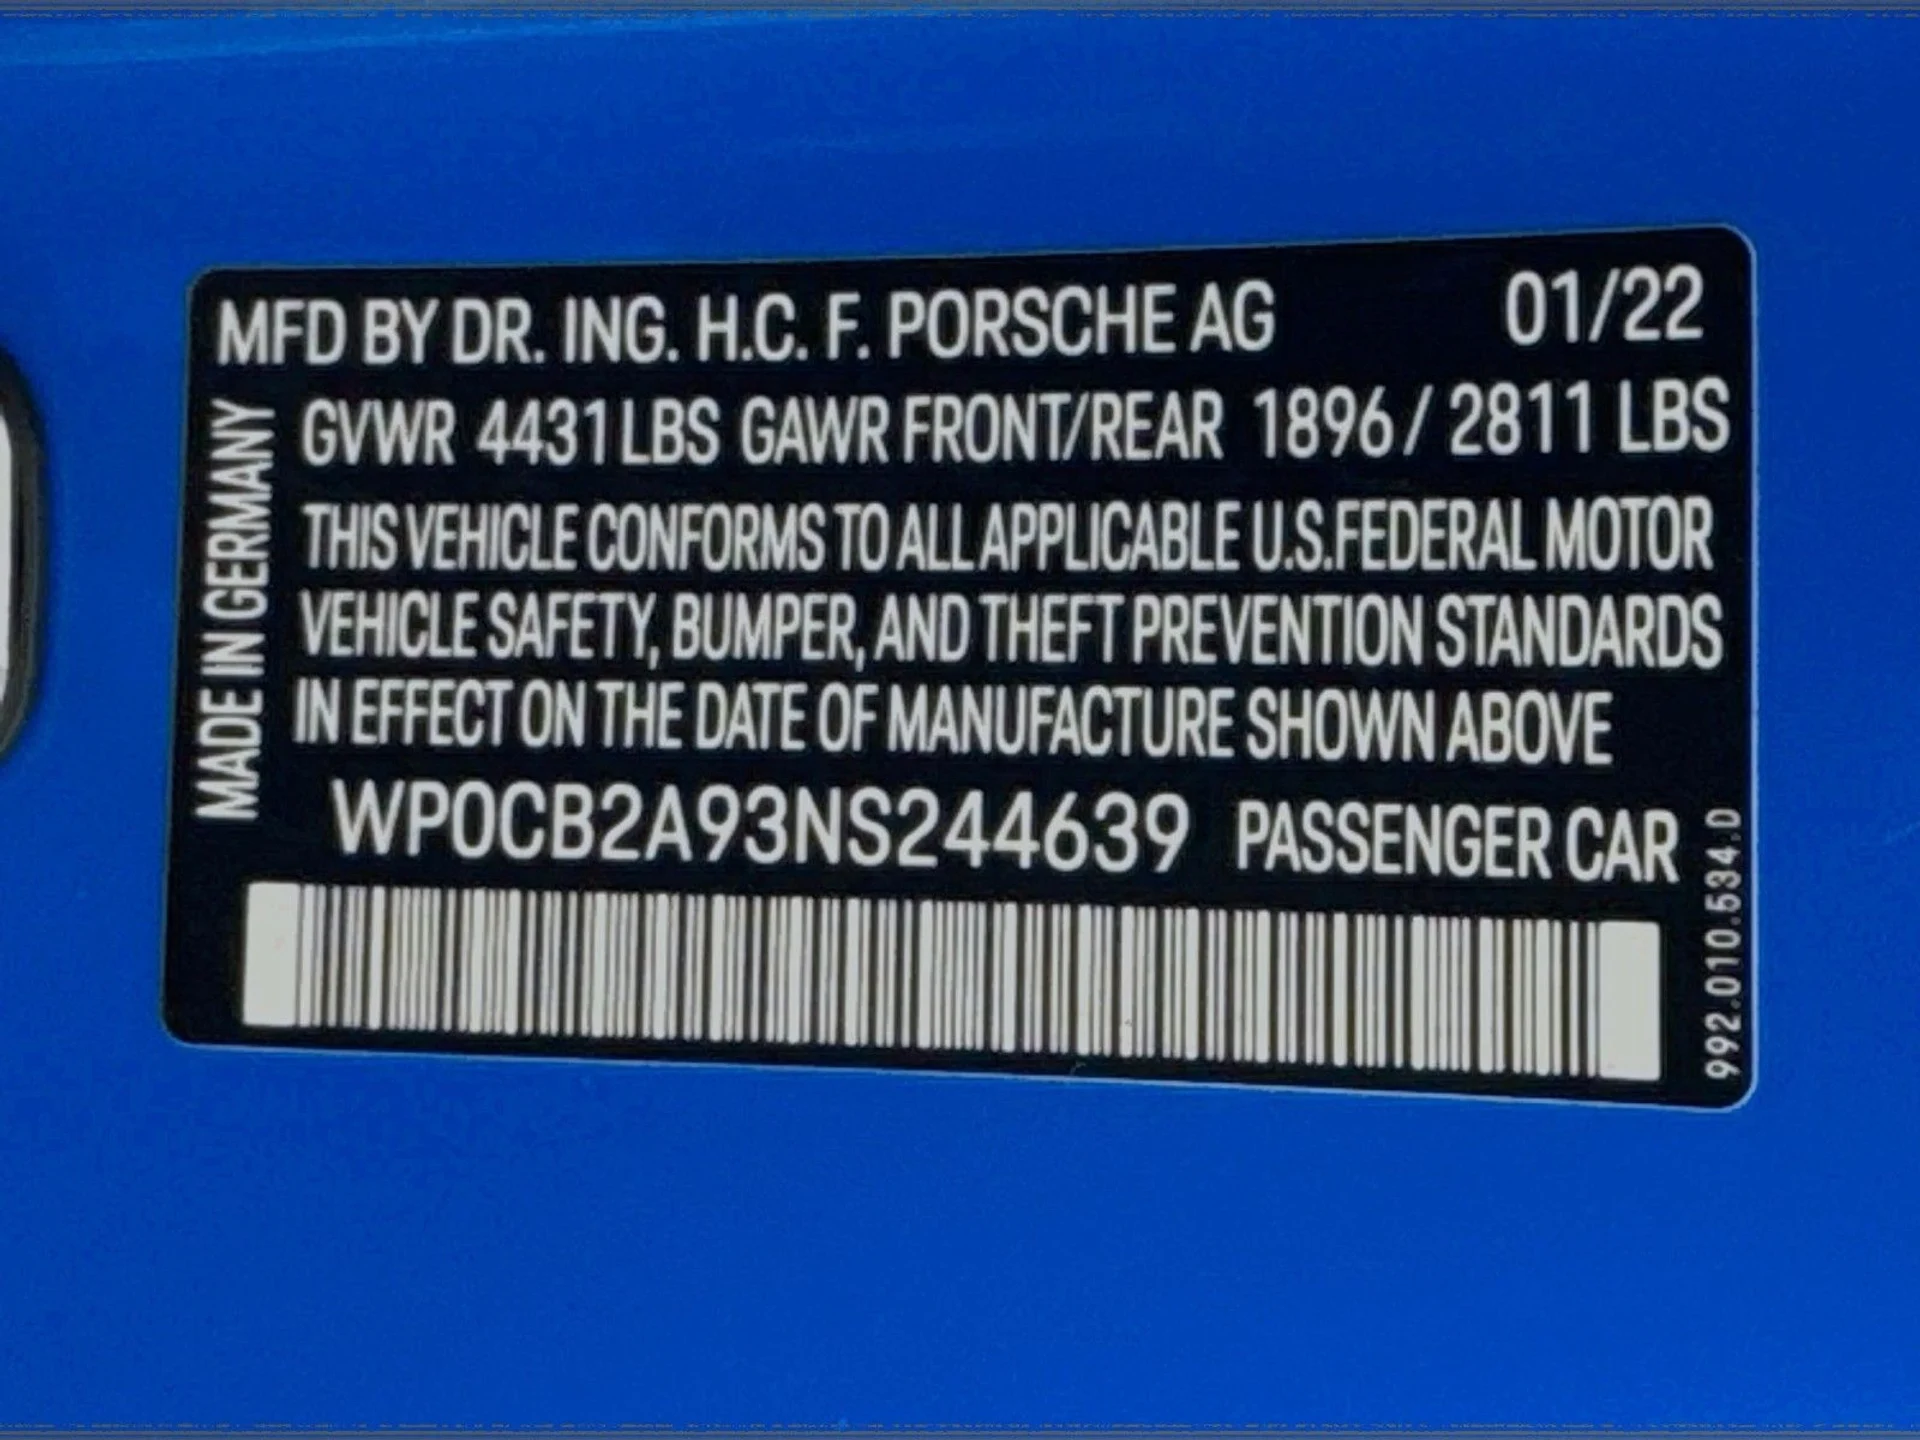 MFD BY DR. ING. H.C. F. PORSCHE AG 01/22
GVWR 4431 LBS GAWR FRONT/REAR 1896 / 2811 LBS
THIS VEHICLE CONFORMS TO ALL APPLICABLE U.S.FEDERAL MOTOR
VEHICLE SAFETY, BUMPER, AND THEFT PREVENTION STANDARDS
IN EFFECT ON THE DATE OF MANUFACTURE SHOWN ABOVE
WP0CB2A93NS244639 PASSENGER CAR
MADE IN GERMANY
992.010.534.D